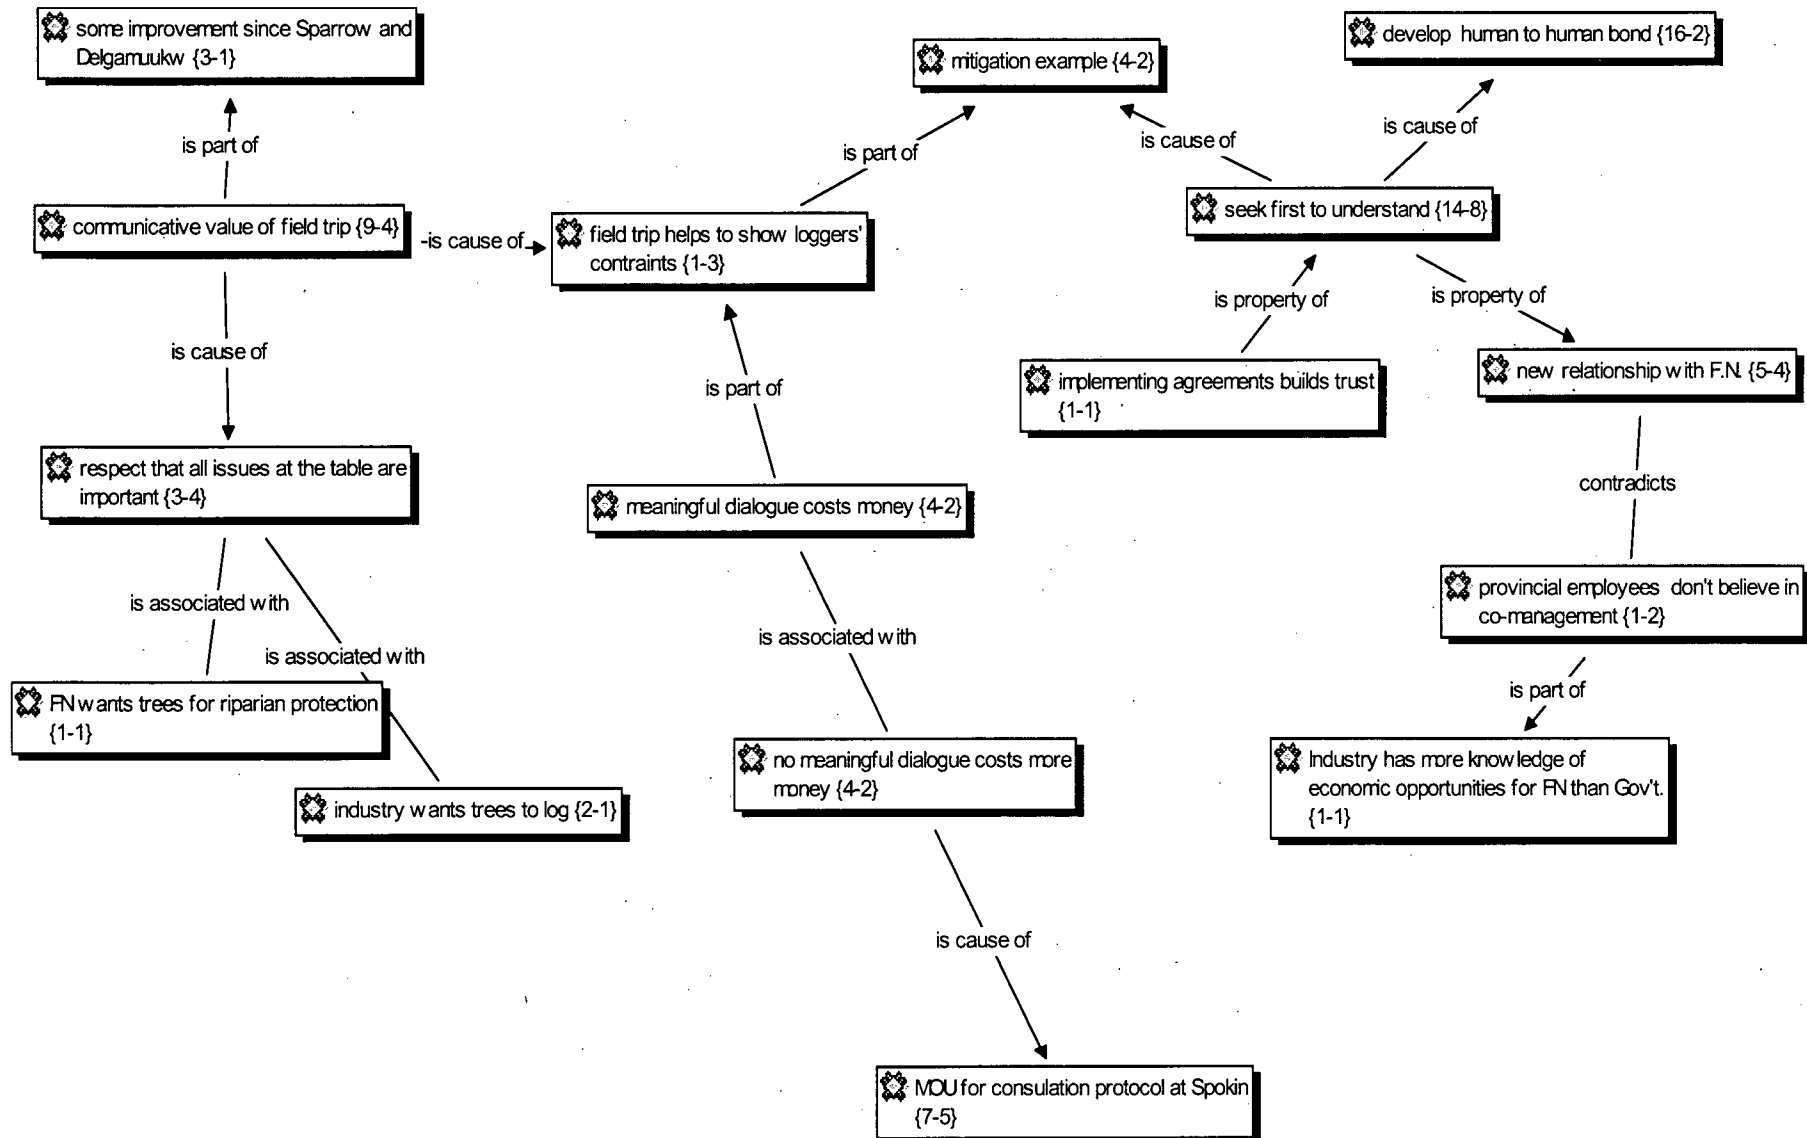 some improvement since Sparrow and
Delgamuukw {3-1}
mitigation example {4-2}
develop human to human bond {16-2}
is part of
is part of
is cause of
is cause of
communicative value of field trip {9-4}
-is cause of
field trip helps to show loggers'
contraints {1-3}
seek first to understand {14-8}
is cause of
is part of
is property of
is property of
implementing agreements builds trust
{1-1}
new relationship with F.N. {5-4}
respect that all issues at the table are
important {3-4}
meaningful dialogue costs money {4-2}
contradicts
is associated with
is associated with
is associated with
provincial employees don't believe in
co-management {1-2}
is part of
FN wants trees for riparian protection
{1-1}
industry wants trees to log {2-1}
no meaningful dialogue costs more
money {4-2}
Industry has more knowledge of
economic opportunities for FN than Gov't.
{1-1}
is cause of
MOU for consulation protocol at Spokin
{7-5}